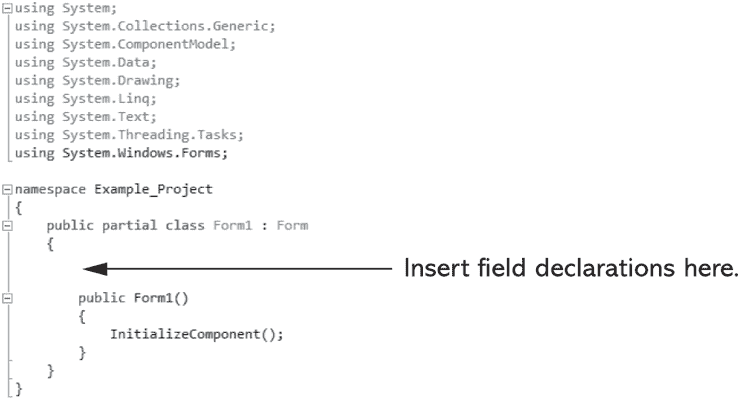 using System;
using System.Collections.Generic;
using System.ComponentModel;
using System.Data;
using System.Drawing;
using System.Linq;
using System.Text;
using System.Threading.Tasks;
using System.Windows.Forms;
namespace Example_Project
{
    public partial class Form1 : Form
    {
Insert field declarations here.
        public Form1()
        {
            InitializeComponent();
        }
    }
}